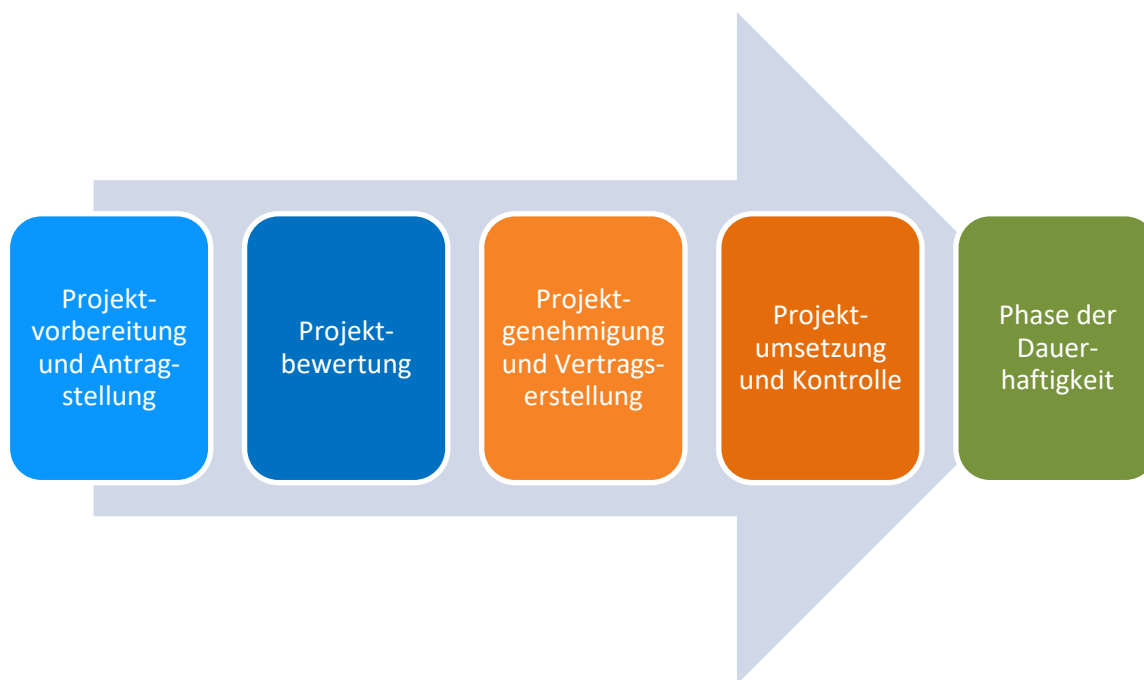 Projekt-
vorbereitung
und Antrag-
stellung
Projekt-
bewertung
Projekt-
genehmigung
und Vertrags-
erstellung
Projekt-
umsetzung
und Kontrolle
Phase der
Dauer-
haftigkeit